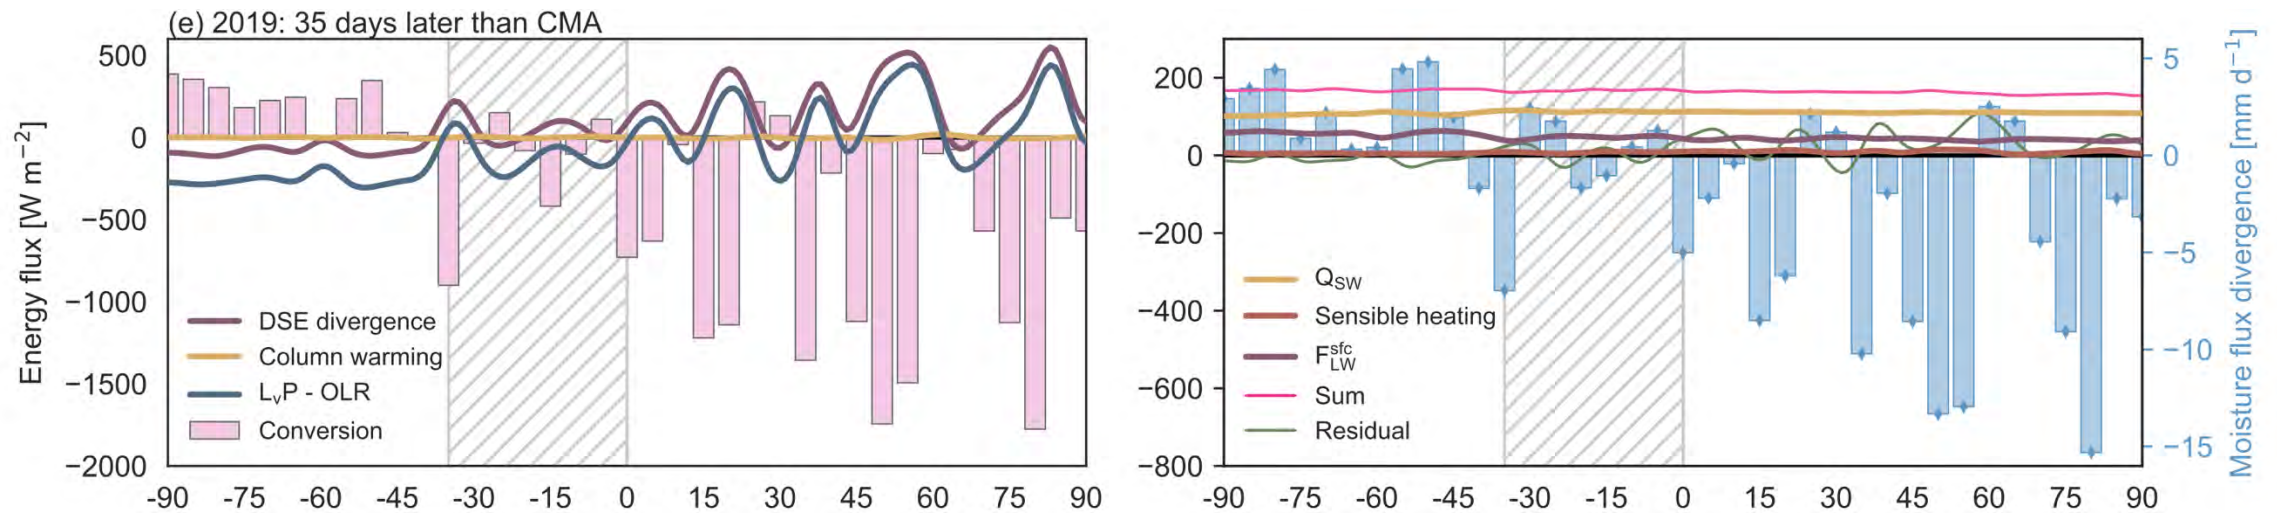 (e) 2019: 35 days later than CMA
Energy flux [W m⁻²]
500
0
−500
−1000
−1500
−2000
DSE divergence
Column warming
LᵥP - OLR
Conversion
-90 -75 -60 -45 -30 -15 0 15 30 45 60 75 90
200
0
−200
−400
−600
−800
Q_SW
Sensible heating
F_LW^sfc
Sum
Residual
-90 -75 -60 -45 -30 -15 0 15 30 45 60 75 90
5
0
−5
−10
−15
Moisture flux divergence [mm d⁻¹]